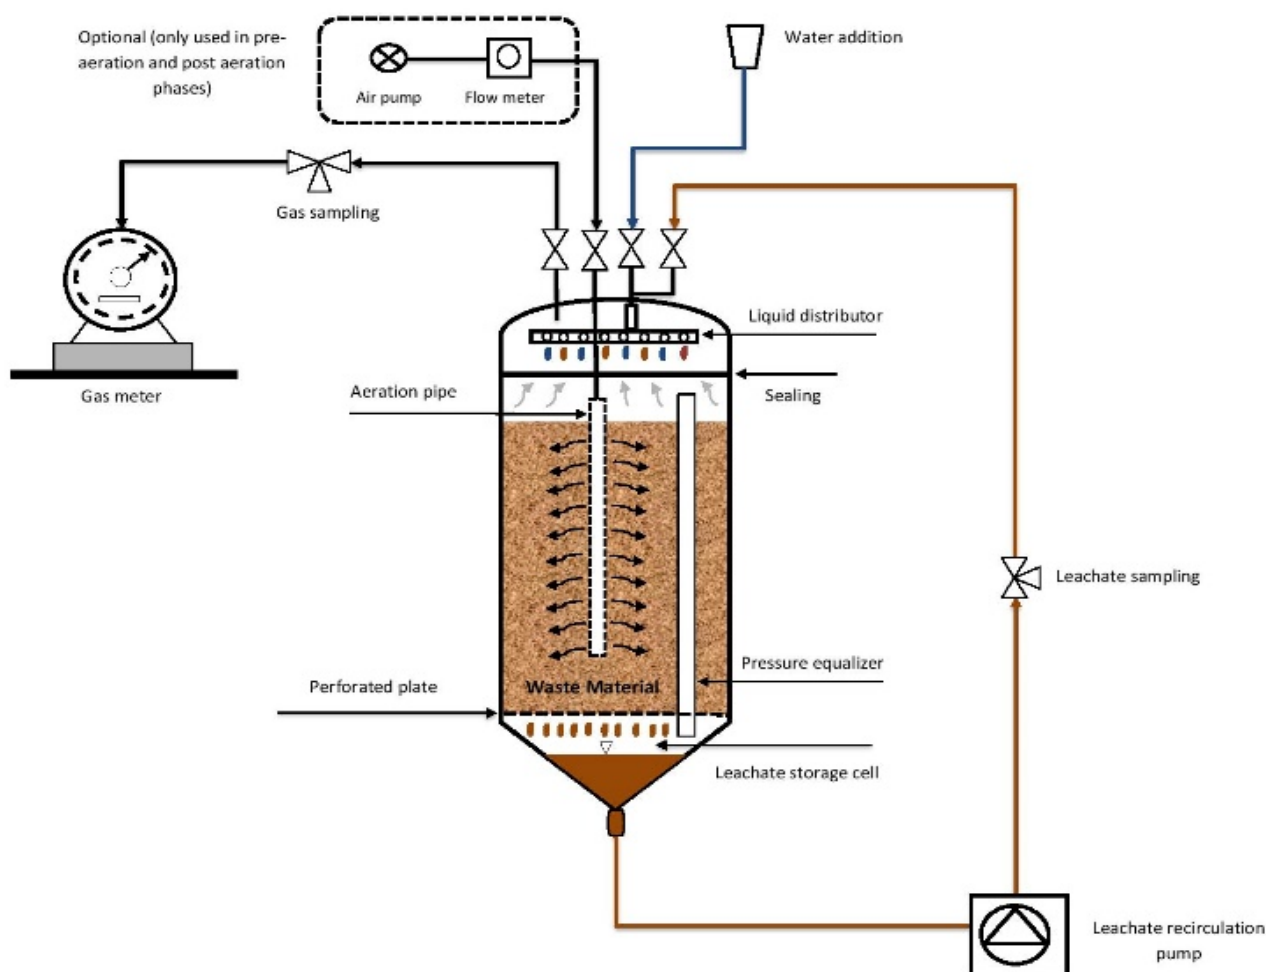 Optional (only used in pre-
aeration and post aeration
phases)
Air pump
Flow meter
Water addition
Gas sampling
Gas meter
Liquid distributor
Sealing
Aeration pipe
Leachate sampling
Pressure equalizer
Perforated plate
Waste Material
Leachate storage cell
Leachate recirculation
pump